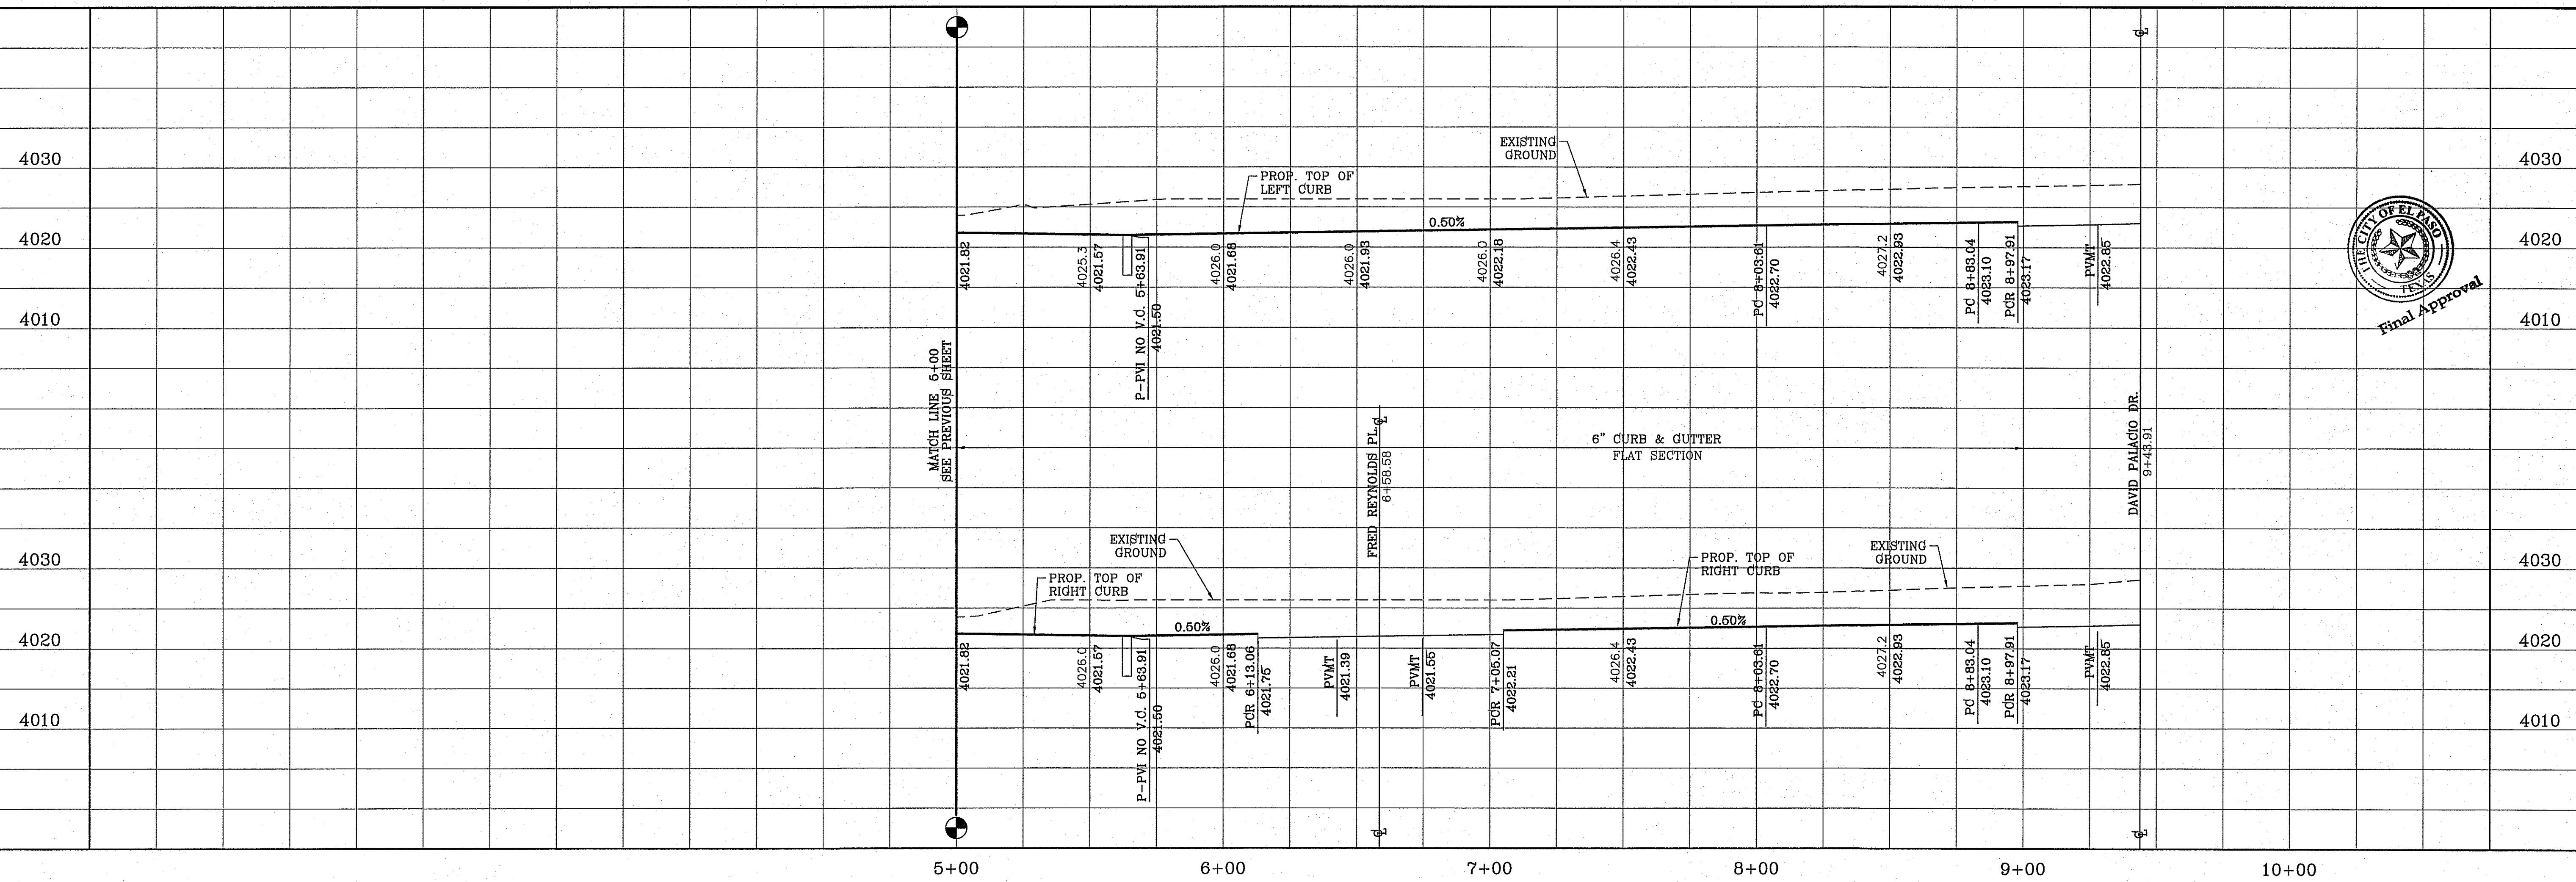 4030
4020
4010
4030
4020
4010
MATCH LINE 5+00
SEE PREVIOUS SHEET
EXISTING
GROUND
PROP. TOP OF
LEFT CURB
0.50%
4021.82
4025.3
4021.57
P-PVI NO V.C. 5+63.91
4021.50
4026.0
4021.68
4026.0
4021.93
4026.0
4022.18
4026.4
4022.43
PC 8+03.61
4022.70
4027.2
4022.93
PC 8+83.04
4023.10
PCR 8+97.91
4023.17
PVMT
4022.85
FRED REYNOLDS PL.
6+58.58
6" CURB & GUTTER
FLAT SECTION
DAVID PALACIO DR.
9+43.91
THE CITY OF EL PASO
TEXAS
Final Approval
EXISTING
GROUND
PROP. TOP OF
RIGHT CURB
0.50%
PROP. TOP OF
RIGHT CURB
EXISTING
GROUND
0.50%
4021.82
4026.0
4021.57
P-PVI NO V.C. 5+63.91
4021.50
4026.0
4021.68
PCR 6+13.06
4021.75
PVMT
4021.39
PVMT
4021.55
PCR 7+05.07
4022.21
4026.4
4022.43
PC 8+03.61
4022.70
4027.2
4022.93
PC 8+83.04
4023.10
PCR 8+97.91
4023.17
PVMT
4022.85
4030
4020
4010
4030
4020
4010
5+00
6+00
7+00
8+00
9+00
10+00